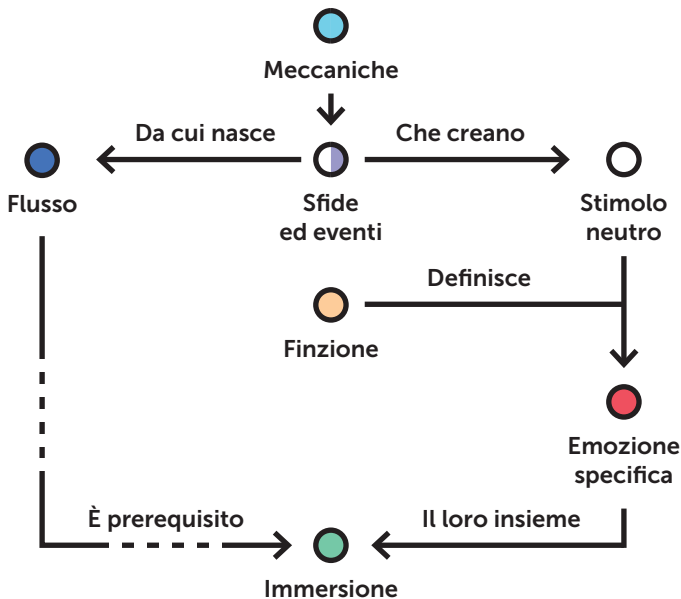 Meccaniche
Da cui nasce
Che creano
Flusso
Sfide
ed eventi
Stimolo
neutro
Definisce
Finzione
Emozione
specifica
È prerequisito
Il loro insieme
Immersione